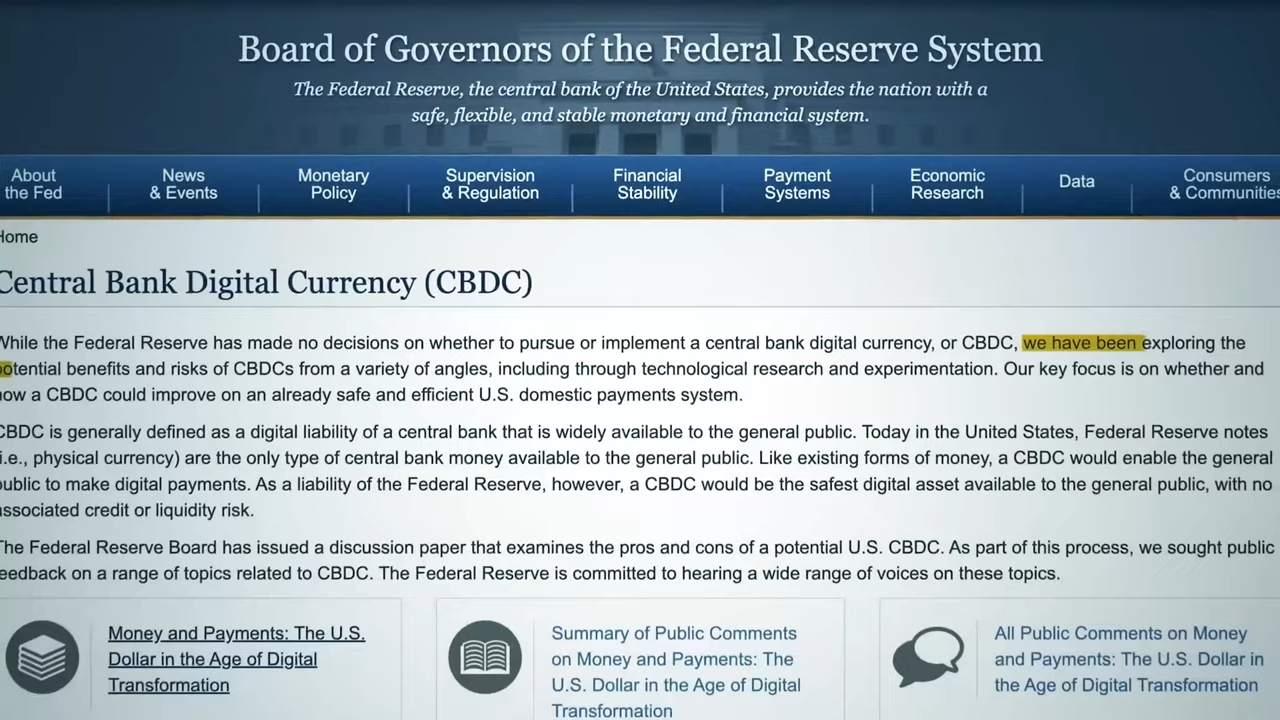 Board of Governors of the Federal Reserve System
The Federal Reserve, the central bank of the United States, provides the nation with a
safe, flexible, and stable monetary and financial system.
About
the Fed
News
& Events
Monetary
Policy
Supervision
& Regulation
Financial
Stability
Payment
Systems
Economic
Research
Data
Consumers
& Communities
Home
Central Bank Digital Currency (CBDC)
While the Federal Reserve has made no decisions on whether to pursue or implement a central bank digital currency, or CBDC, we have been exploring the
potential benefits and risks of CBDCs from a variety of angles, including through technological research and experimentation. Our key focus is on whether and
how a CBDC could improve on an already safe and efficient U.S. domestic payments system.
CBDC is generally defined as a digital liability of a central bank that is widely available to the general public. Today in the United States, Federal Reserve notes
(i.e., physical currency) are the only type of central bank money available to the general public. Like existing forms of money, a CBDC would enable the general
public to make digital payments. As a liability of the Federal Reserve, however, a CBDC would be the safest digital asset available to the general public, with no
associated credit or liquidity risk.
The Federal Reserve Board has issued a discussion paper that examines the pros and cons of a potential U.S. CBDC. As part of this process, we sought public
feedback on a range of topics related to CBDC. The Federal Reserve is committed to hearing a wide range of voices on these topics.
Money and Payments: The U.S.
Dollar in the Age of Digital
Transformation
Summary of Public Comments
on Money and Payments: The
U.S. Dollar in the Age of Digital
Transformation
All Public Comments on Money
and Payments: The U.S. Dollar in
the Age of Digital Transformation